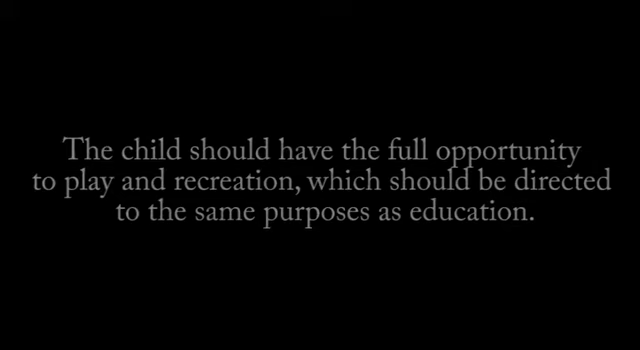 The child should have the full opportunity
to play and recreation, which should be directed
to the same purposes as education.